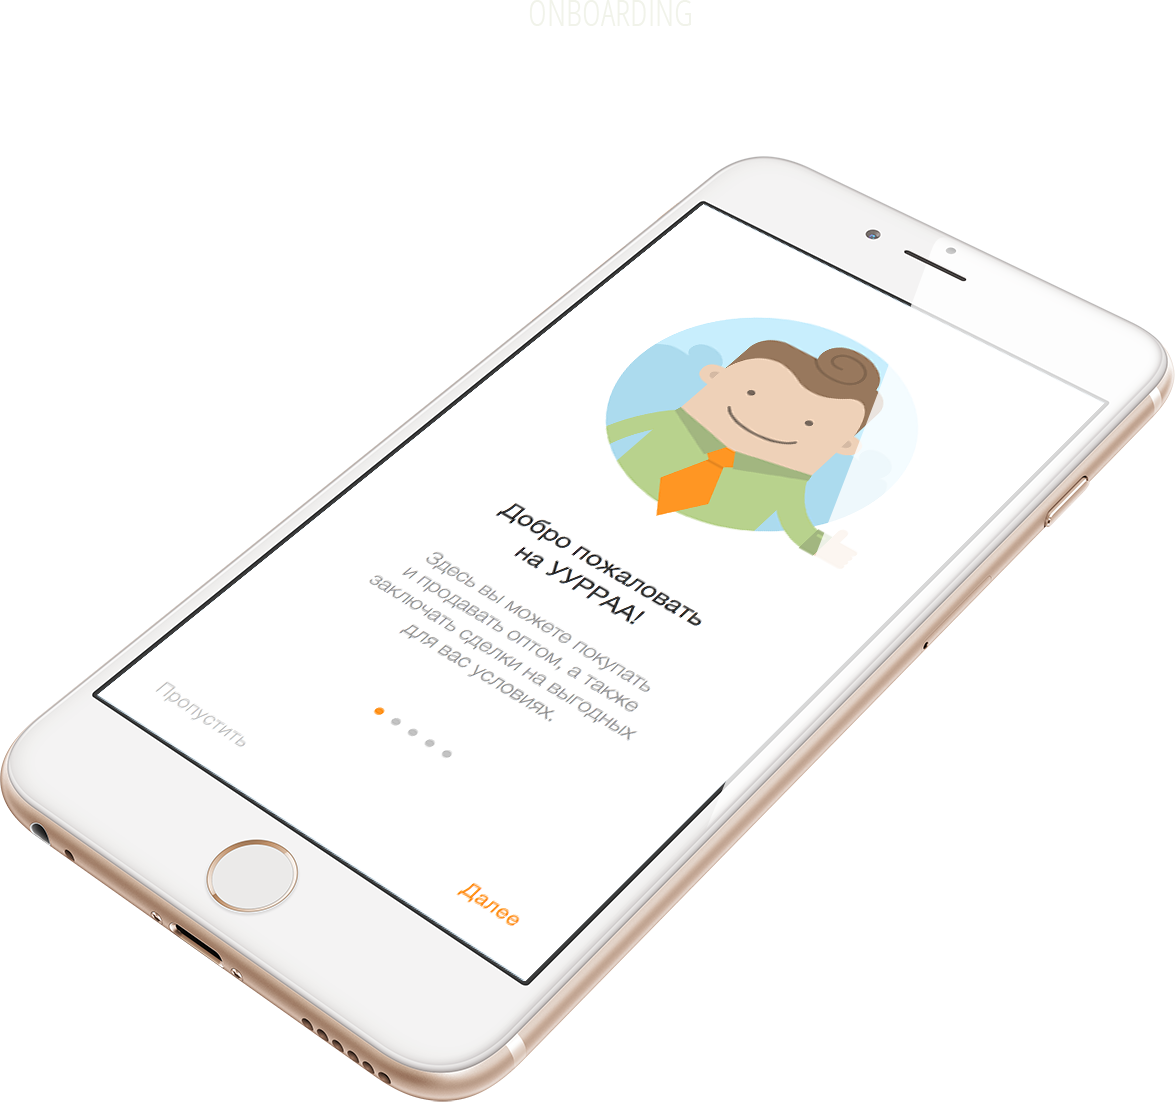 ONBOARDING
Добро пожаловать
на УУРРАА!
Здесь вы можете покупать
и продавать оптом, а также
заключать сделки на выгодных
для вас условиях.
Пропустить
Далее